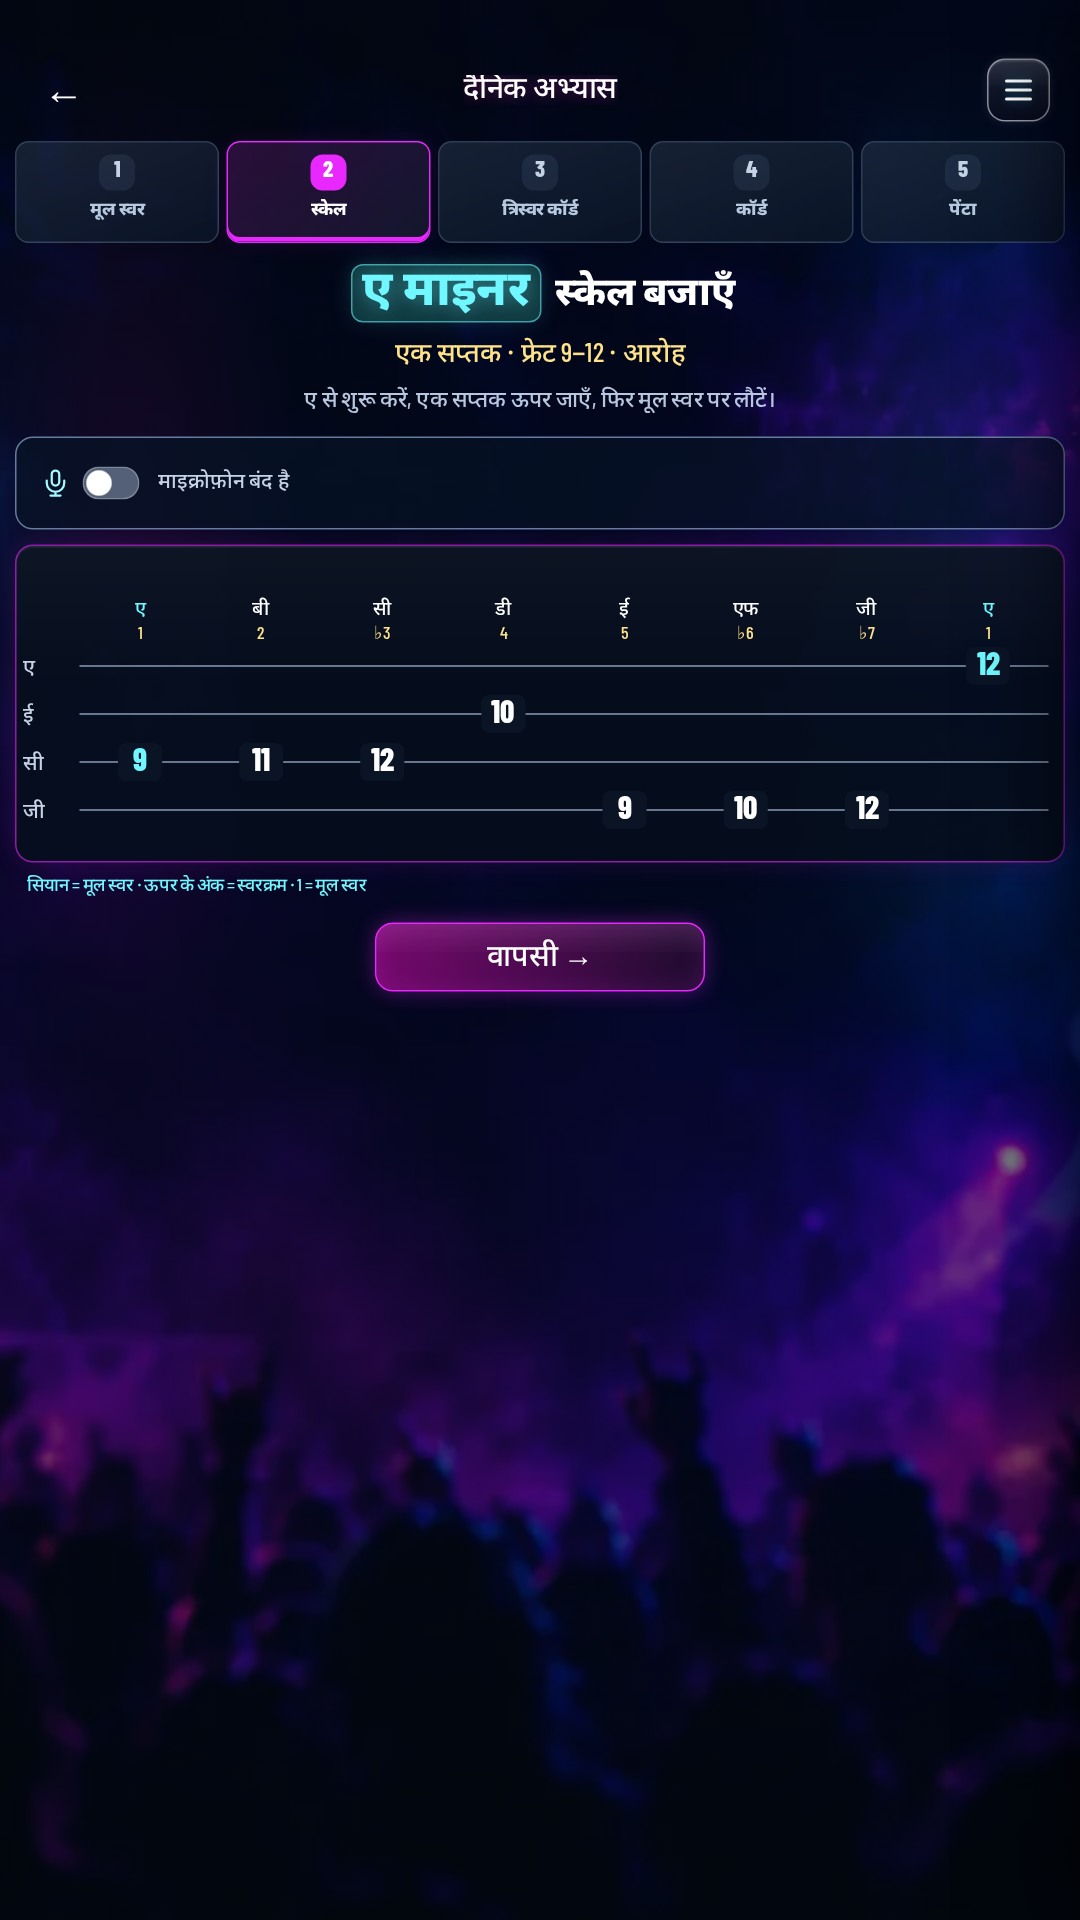 ← दैनिक अभ्यास
1 2 3 4 5
मूल स्वर स्केल त्रिस्वर कॉर्ड कॉर्ड पेंटा
ए माइनर स्केल बजाएँ
एक सप्तक · फ्रेट 9–12 · आरोह
ए से शुरू करें, एक सप्तक ऊपर जाएँ, फिर मूल स्वर पर लौटें।
माइक्रोफ़ोन बंद है
ए बी सी डी ई एफ जी ए
1 2 ♭3 4 5 ♭6 ♭7 1
ए 12
ई 10
सी 9 11 12
जी 9 10 12
सियान = मूल स्वर · ऊपर के अंक = स्वरक्रम · 1 = मूल स्वर
वापसी →